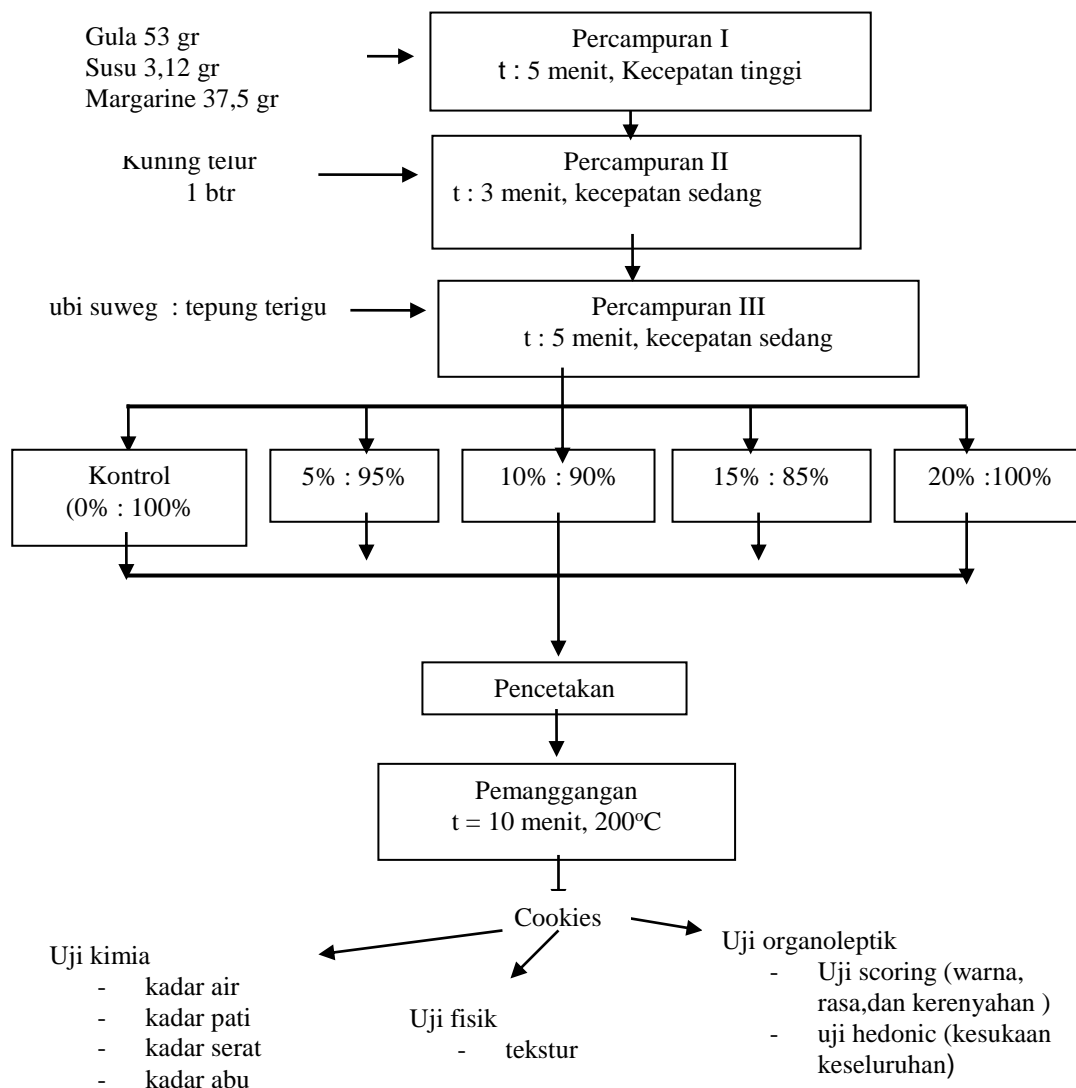 Gula 53 gr
Susu 3,12 gr
Margarine 37,5 gr
Percampuran I
t : 5 menit, Kecepatan tinggi
Kuning telur
1 btr
Percampuran II
t : 3 menit, kecepatan sedang
ubi suweg : tepung terigu
Percampuran III
t : 5 menit, kecepatan sedang
Kontrol
(0% : 100%
5% : 95%
10% : 90%
15% : 85%
20% :100%
Pencetakan
Pemanggangan
t = 10 menit, 200°C
Cookies
Uji kimia
- kadar air
- kadar pati
- kadar serat
- kadar abu
Uji fisik
- tekstur
Uji organoleptik
- Uji scoring (warna,
rasa,dan kerenyahan )
- uji hedonic (kesukaan
keseluruhan)